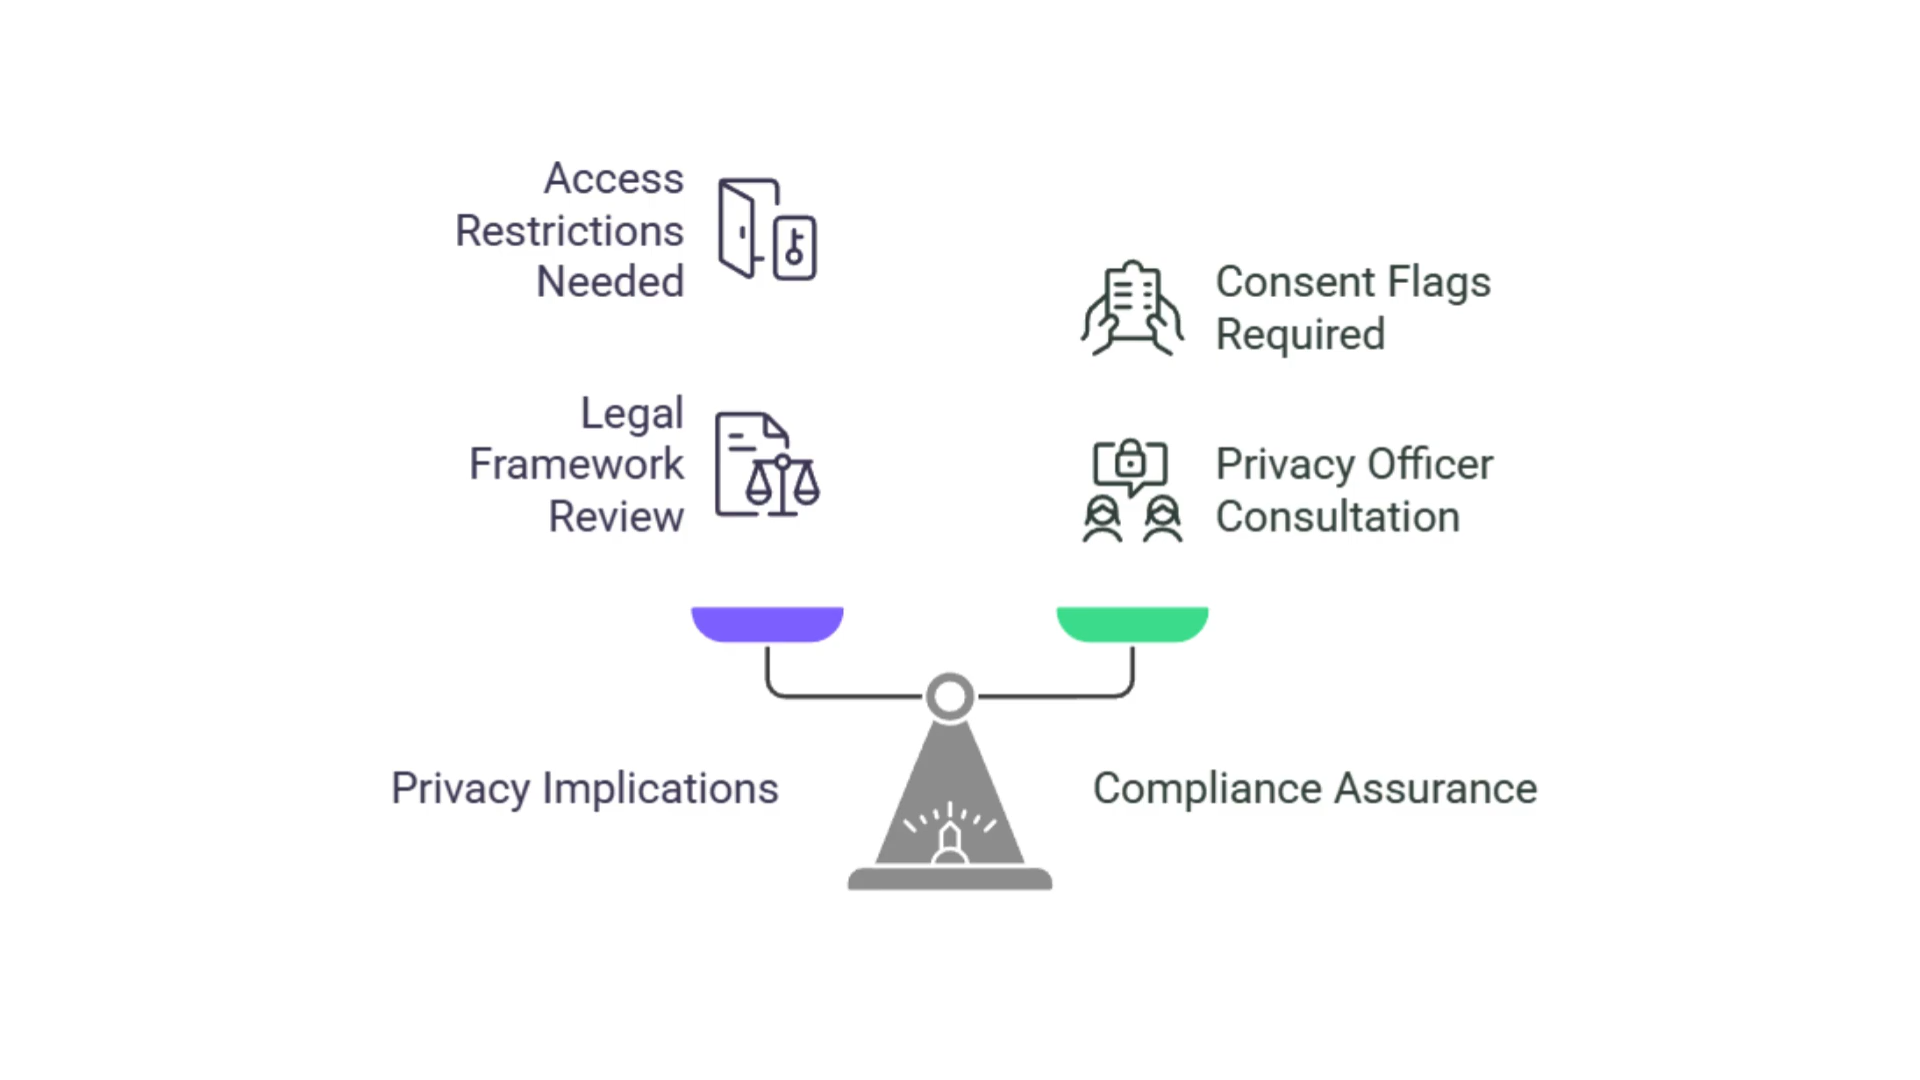 Access
Restrictions
Needed
Legal
Framework
Review
Consent Flags
Required
Privacy Officer
Consultation
Privacy Implications
Compliance Assurance